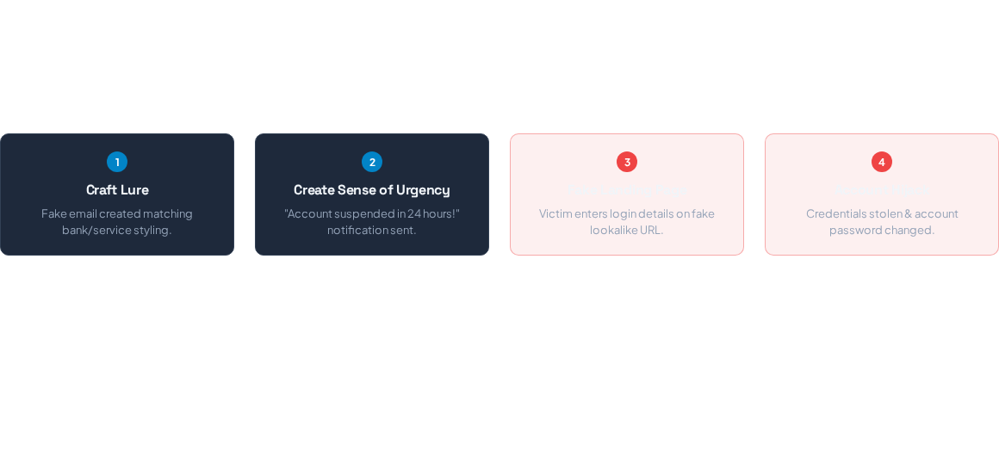 1
Craft Lure
Fake email created matching
bank/service styling.
2
Create Sense of Urgency
"Account suspended in 24 hours!"
notification sent.
3
Victim enters login details on fake
lookalike URL.
4
Credentials stolen & account
password changed.